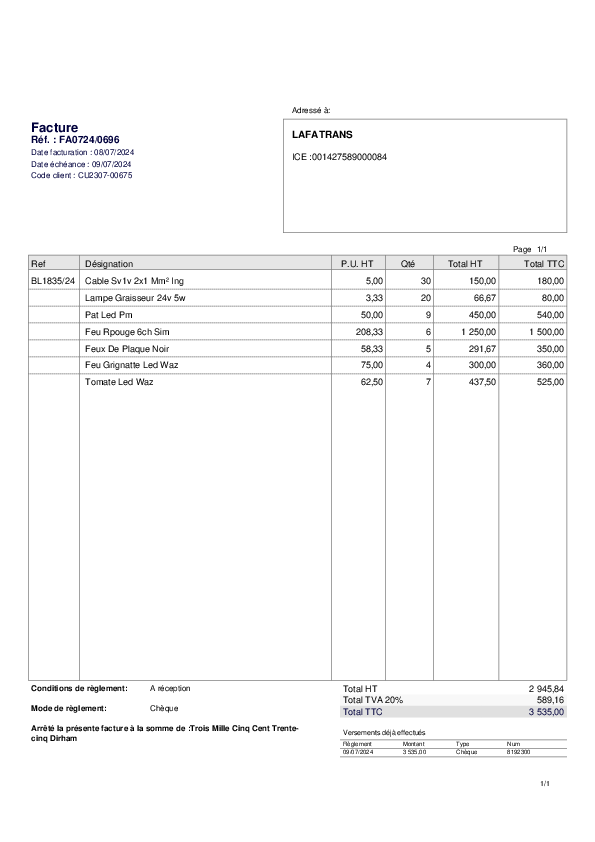 Adressé à:
Facture
Réf. : FA0724/0696
Date facturation : 08/07/2024
Date échéance : 09/07/2024
Code client : CU2307-00675
LAFATRANS
ICE :001427589000084
Page 1/1
Ref Désignation P.U. HT Qté Total HT Total TTC
BL1835/24 Cable Sv1v 2x1 Mm² Ing 5,00 30 150,00 180,00
Lampe Graisseur 24v 5w 3,33 20 66,67 80,00
Pat Led Pm 50,00 9 450,00 540,00
Feu Rpouge 6ch Sim 208,33 6 1 250,00 1 500,00
Feux De Plaque Noir 58,33 5 291,67 350,00
Feu Grignatte Led Waz 75,00 4 300,00 360,00
Tomate Led Waz 62,50 7 437,50 525,00
Conditions de règlement: A réception
Mode de règlement: Chèque
Arrêté la présente facture à la somme de :Trois Mille Cinq Cent Trente-
cinq Dirham
Total HT 2 945,84
Total TVA 20% 589,16
Total TTC 3 535,00
Versements déjà effectués
Règlement Montant Type Num
09/07/2024 3 535,00 Chèque 8192300
1/1